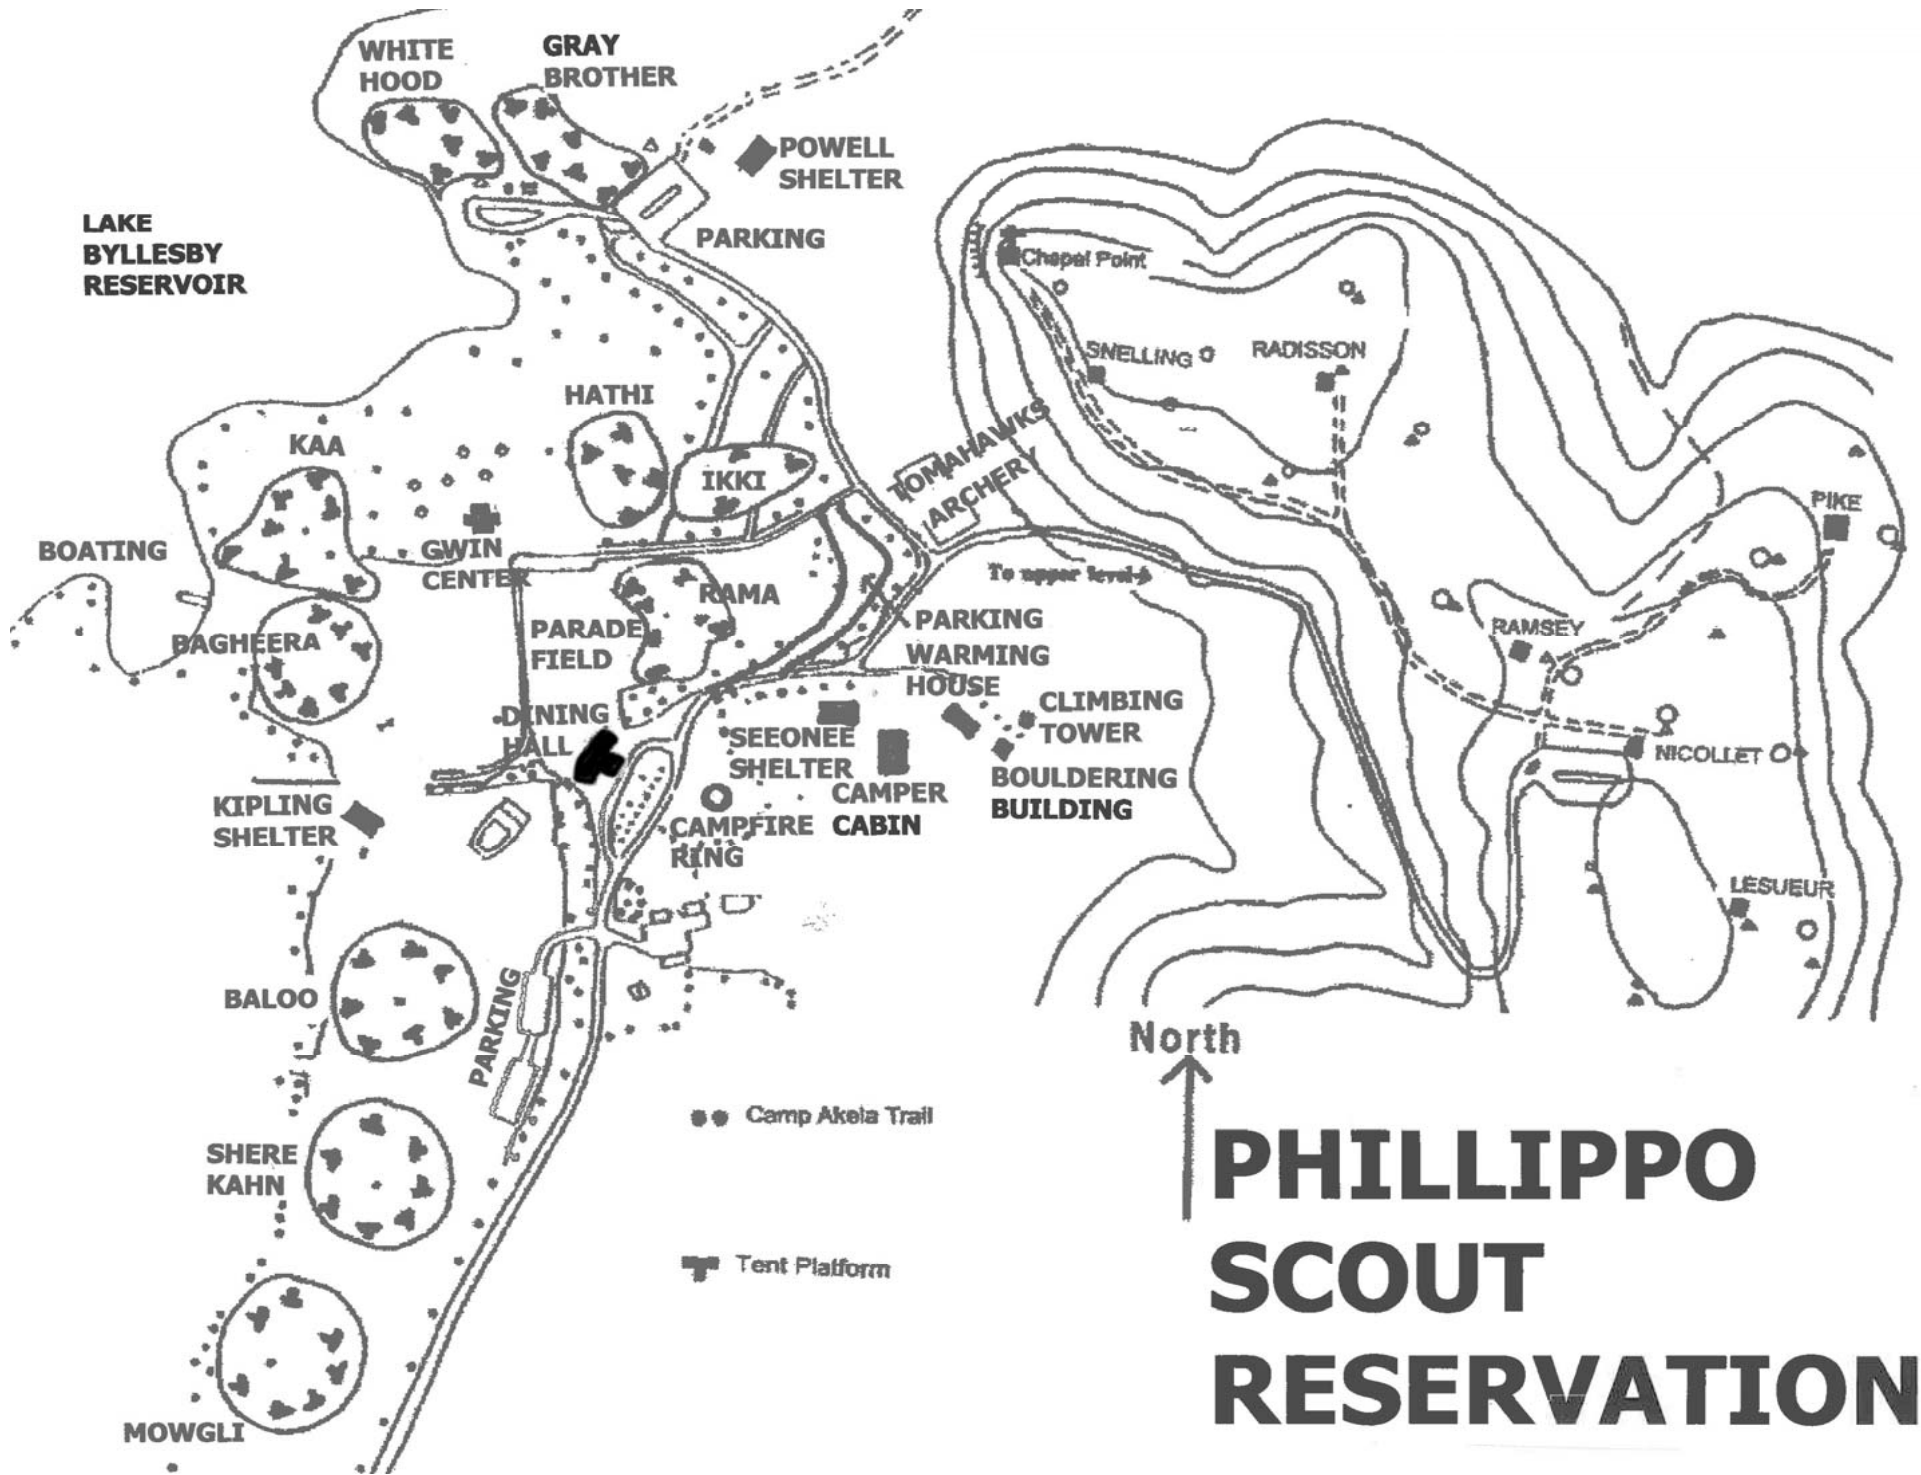 WHITE
HOOD
GRAY
BROTHER
POWELL
SHELTER
LAKE
BYLLESBY
RESERVOIR
PARKING
Chapel Point
SNELLING
RADISSON
HATHI
KAA
IKKI
TOMAHAWKS
ARCHERY
PIKE
BOATING
GWIN
CENTER
To upper level
RAMA
BAGHEERA
PARADE
FIELD
PARKING
WARMING
HOUSE
RAMSEY
CLIMBING
TOWER
DINING
HALL
SEEONEE
SHELTER
NICOLLET
BOULDERING
BUILDING
KIPLING
SHELTER
CAMPER
CABIN
CAMPFIRE
RING
LESUEUR
BALOO
PARKING
North
Camp Akela Trail
SHERE
KAHN
Tent Platform
MOWGLI
PHILLIPPO
SCOUT
RESERVATION